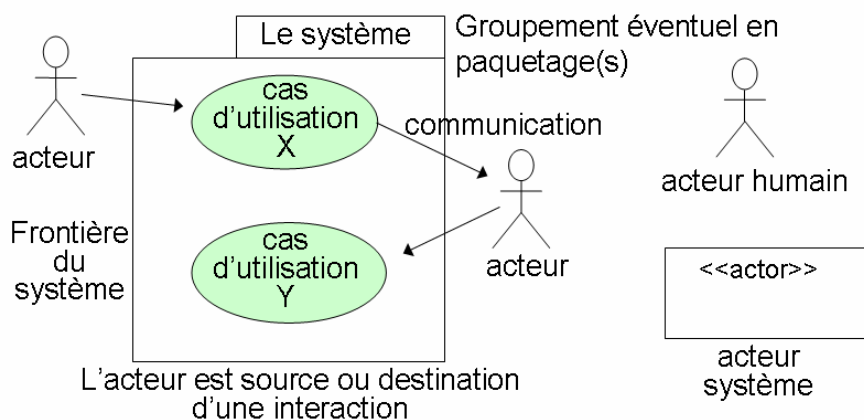 Le système
Groupement éventuel en
paquetage(s)
cas
d'utilisation
X
communication
acteur
acteur humain
Frontière
du
système
cas
d'utilisation
Y
acteur
<<actor>>
acteur
système
L'acteur est source ou destination
d'une interaction